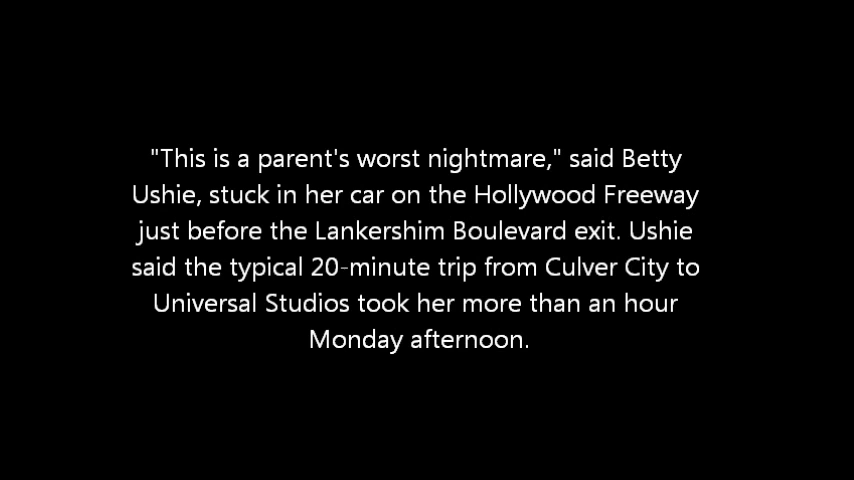 "This is a parent's worst nightmare," said Betty
Ushie, stuck in her car on the Hollywood Freeway
just before the Lankershim Boulevard exit. Ushie
said the typical 20-minute trip from Culver City to
Universal Studios took her more than an hour
Monday afternoon.